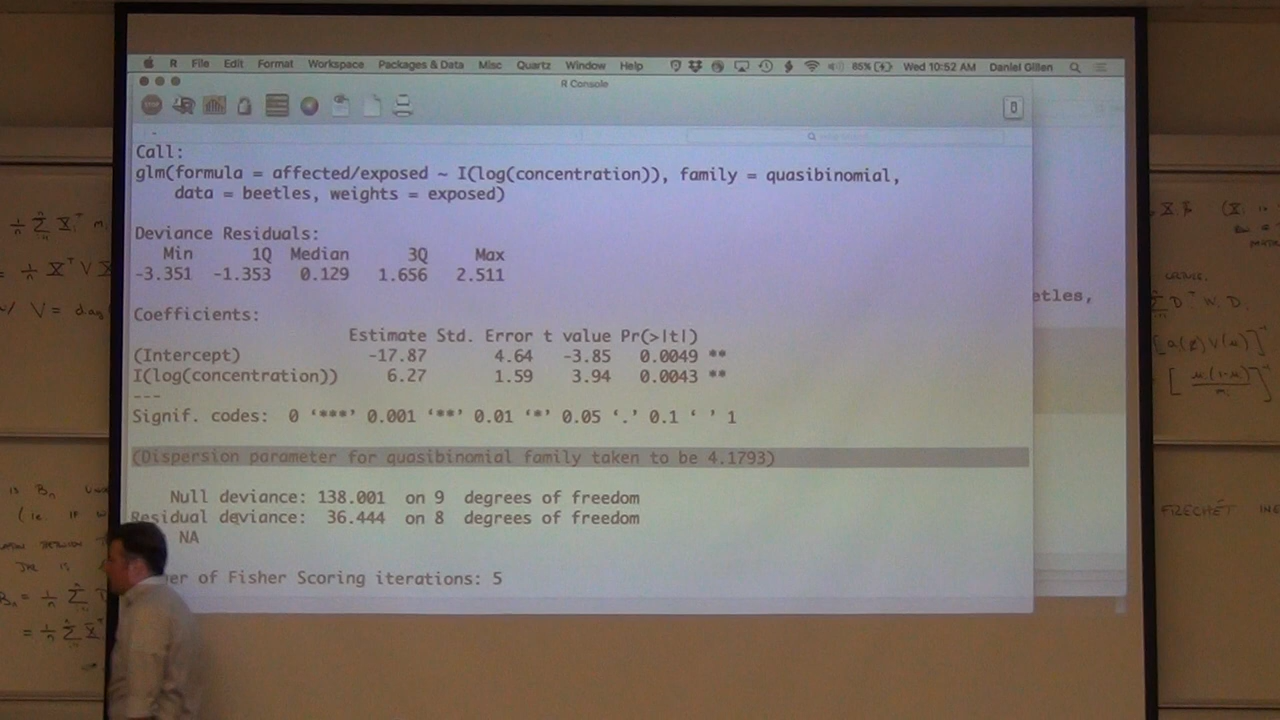 R File Edit Format Workspace Packages & Data Misc Quartz Window Help 85% Wed 10:52 AM Daniel Gillen
R Console
STOP
Call:
glm(formula = affected/exposed ~ I(log(concentration)), family = quasibinomial,
data = beetles, weights = exposed)
Deviance Residuals:
Min 1Q Median 3Q Max
-3.351 -1.353 0.129 1.656 2.511
Coefficients:
Estimate Std. Error t value Pr(>|t|)
(Intercept) -17.87 4.64 -3.85 0.0049 **
I(log(concentration)) 6.27 1.59 3.94 0.0043 **
---
Signif. codes: 0 ‘***’ 0.001 ‘**’ 0.01 ‘*’ 0.05 ‘.’ 0.1 ‘ ’ 1
(Dispersion parameter for quasibinomial family taken to be 4.1793)
Null deviance: 138.001 on 9 degrees of freedom
Residual deviance: 36.444 on 8 degrees of freedom
NA
of Fisher Scoring iterations: 5
etles,
FRECHÉT